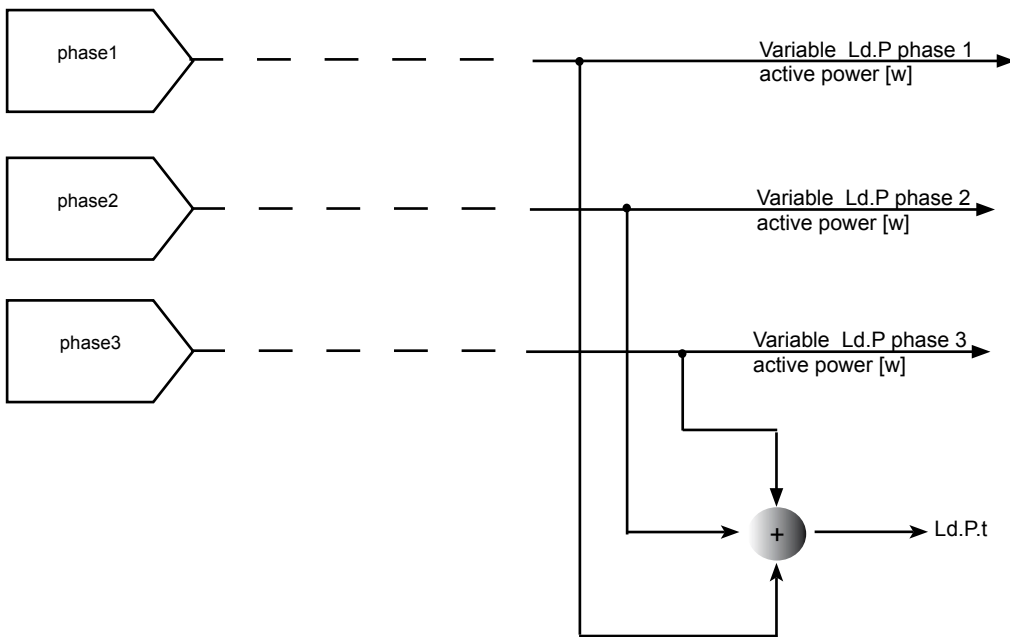 phase1
Variable Ld.P phase 1
active power [w]
phase2
Variable Ld.P phase 2
active power [w]
phase3
Variable Ld.P phase 3
active power [w]
+
Ld.P.t